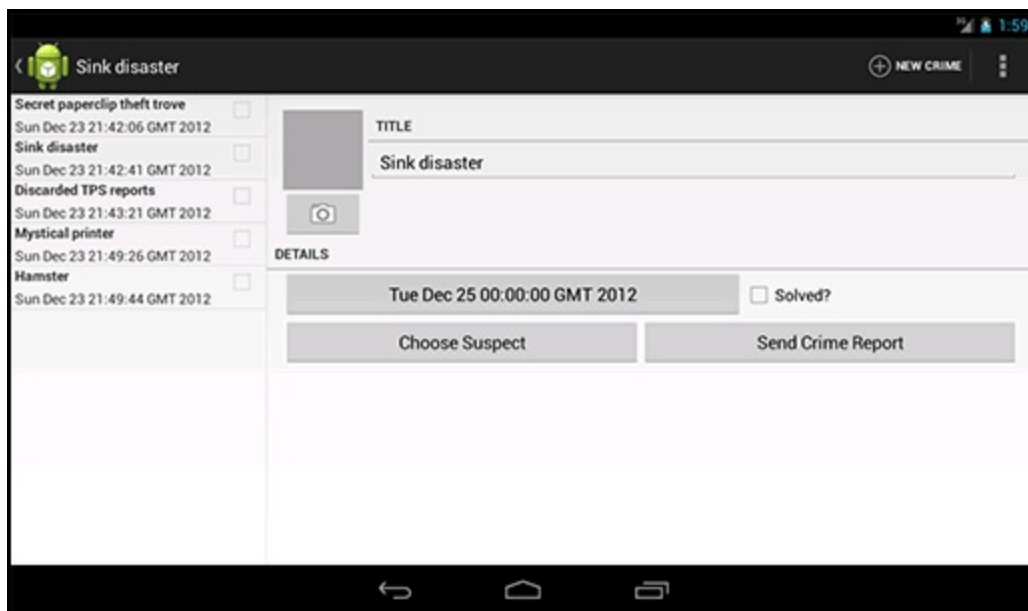 3G 1:59
Sink disaster NEW CRIME
Secret paperclip theft trove
Sun Dec 23 21:42:06 GMT 2012
Sink disaster
Sun Dec 23 21:42:41 GMT 2012
Discarded TPS reports
Sun Dec 23 21:43:21 GMT 2012
Mystical printer
Sun Dec 23 21:49:26 GMT 2012
Hamster
Sun Dec 23 21:49:44 GMT 2012
TITLE
Sink disaster
DETAILS
Tue Dec 25 00:00:00 GMT 2012 Solved?
Choose Suspect Send Crime Report